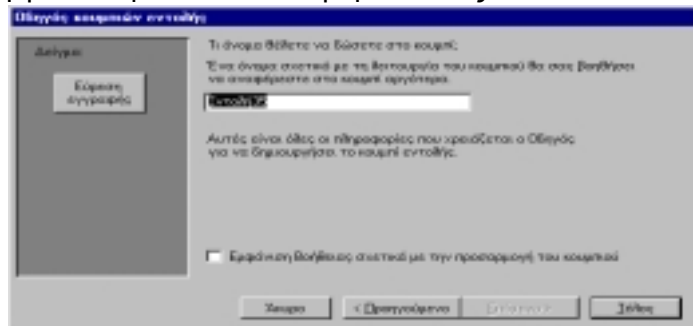 Οδηγός κουμπιών εντολής
Δείγμα:
Εύρεση
εγγραφής
Τι όνομα θέλετε να δώσετε στο κουμπί;
Ένα όνομα σχετικό με τη λειτουργία του κουμπιού θα σας βοηθήσει
να αναφέρεστε στο κουμπί αργότερα.
Αυτές είναι όλες οι πληροφορίες που χρειάζεται ο Οδηγός
για να δημιουργήσει το κουμπί εντολής.
Εμφάνιση Βοήθειας σχετικά με την προσαρμογή του κουμπιού
Άκυρο
< Προηγούμενο
Επόμενο >
Τέλος